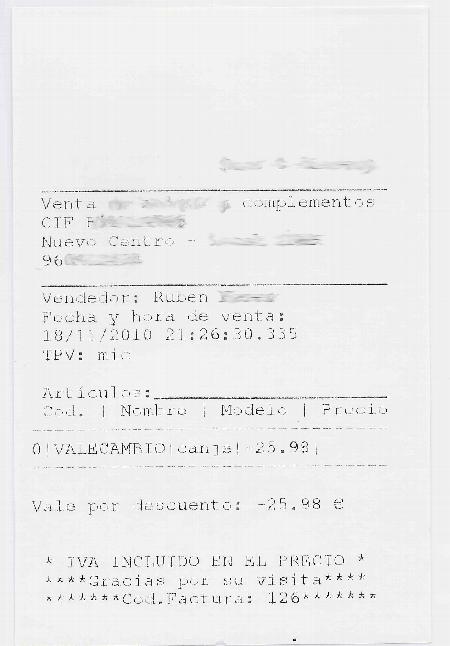 Venta y complementos
CIF
Nuevo Centro -
96
Vendedor: Ruben
Fecha y hora de venta:
18/11/2010 21:26:30.335
TPV: mio
Artículos:
Cod. | Nombre | Modelo | Precio
0|VALECAMBIO|canje|-25.98|
Vale por descuento: -25.98 €
* IVA INCLUIDO EN EL PRECIO *
****Gracias por su visita****
*******Cod.Factura: 126*******